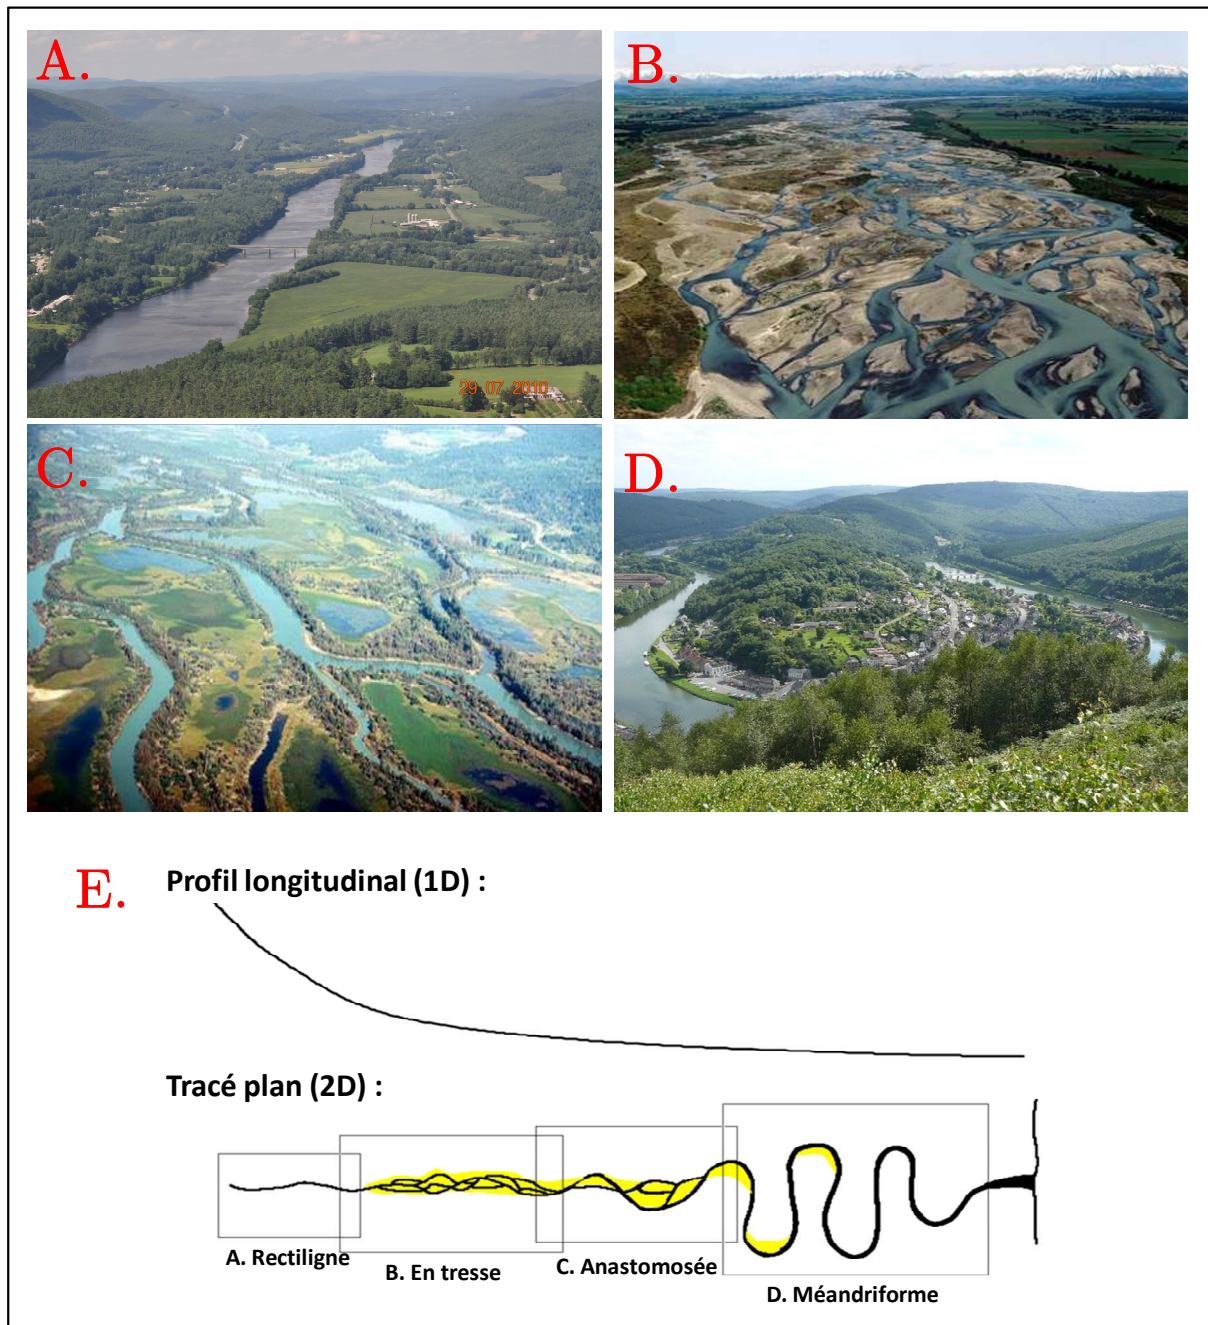 A.
B.
29 07 2010
C.
D.
E.
Profil longitudinal (1D) :
Tracé plan (2D) :
A. Rectiligne
B. En tresse
C. Anastomosée
D. Méandriforme